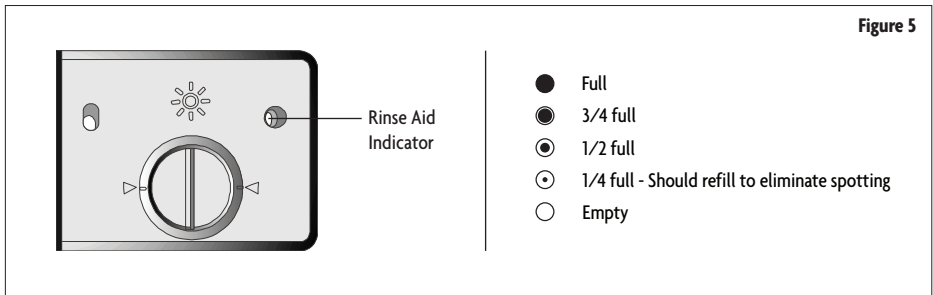 Figure 5
Rinse Aid
Indicator
Full
3/4 full
1/2 full
1/4 full - Should refill to eliminate spotting
Empty